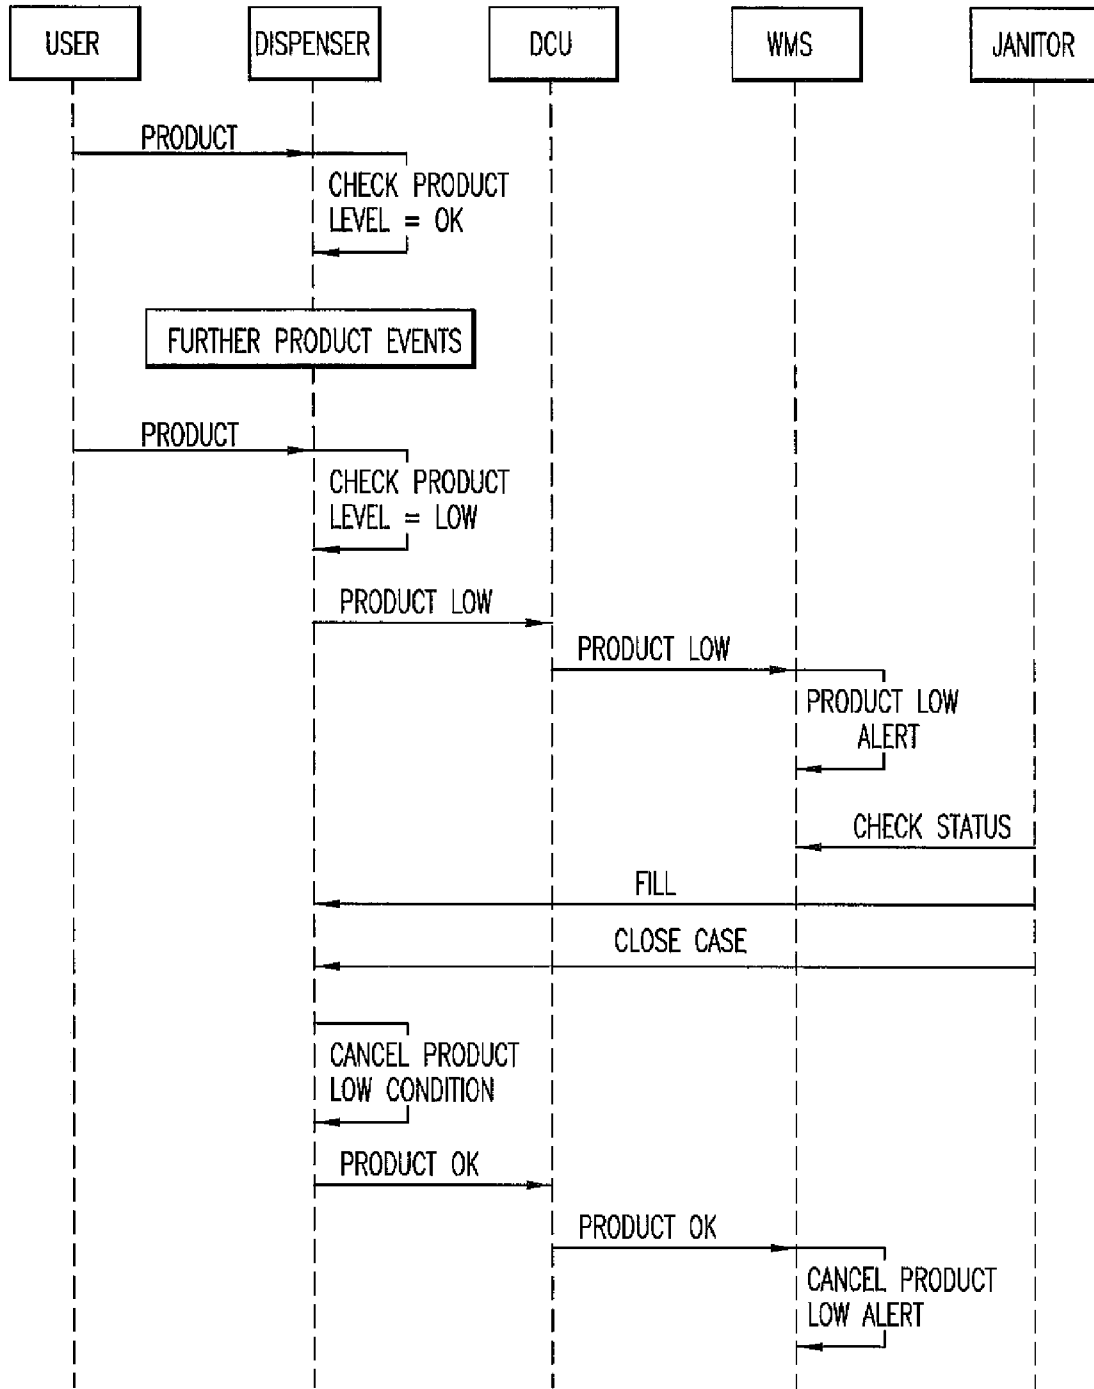 USER
DISPENSER
DCU
WMS
JANITOR
PRODUCT
CHECK PRODUCT
LEVEL = OK
FURTHER PRODUCT EVENTS
PRODUCT
CHECK PRODUCT
LEVEL = LOW
PRODUCT LOW
PRODUCT LOW
PRODUCT LOW
ALERT
CHECK STATUS
FILL
CLOSE CASE
CANCEL PRODUCT
LOW CONDITION
PRODUCT OK
PRODUCT OK
CANCEL PRODUCT
LOW ALERT